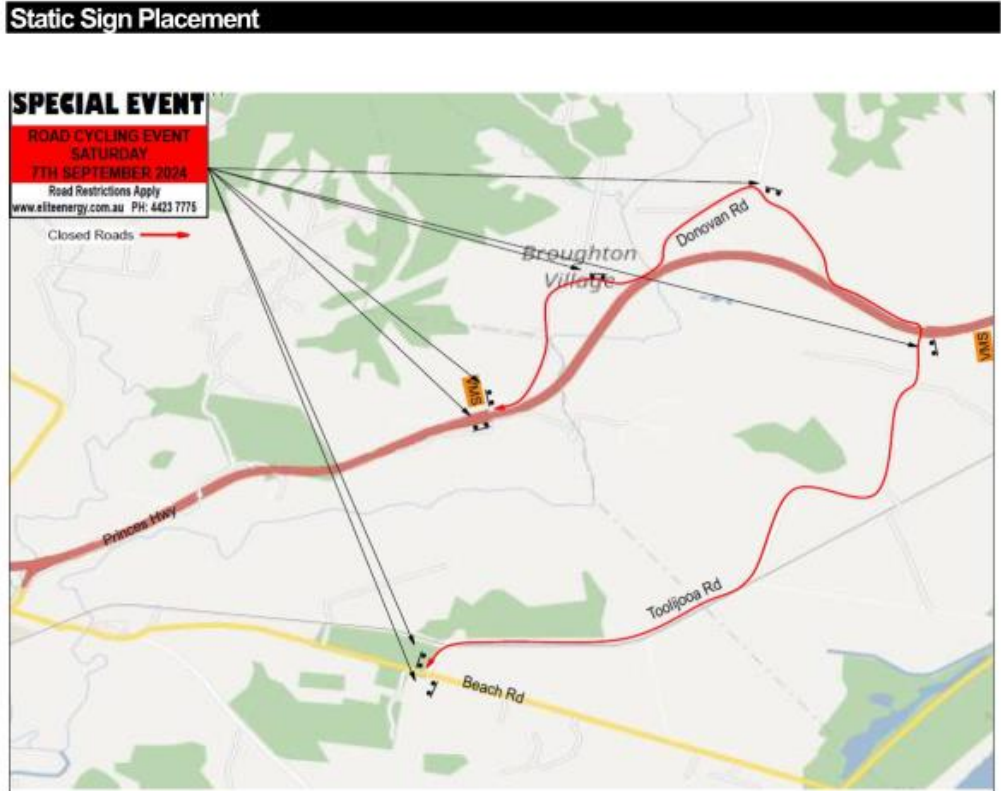 Static Sign Placement
SPECIAL EVENT
ROAD CYCLING EVENT
SATURDAY
7TH SEPTEMBER 2024
Road Restrictions Apply
www.eliteenergy.com.au PH: 4423 7775
Closed Roads
Donovan Rd
Broughton
Village
VMS
VMS
Princes Hwy
Toolijooa Rd
Beach Rd